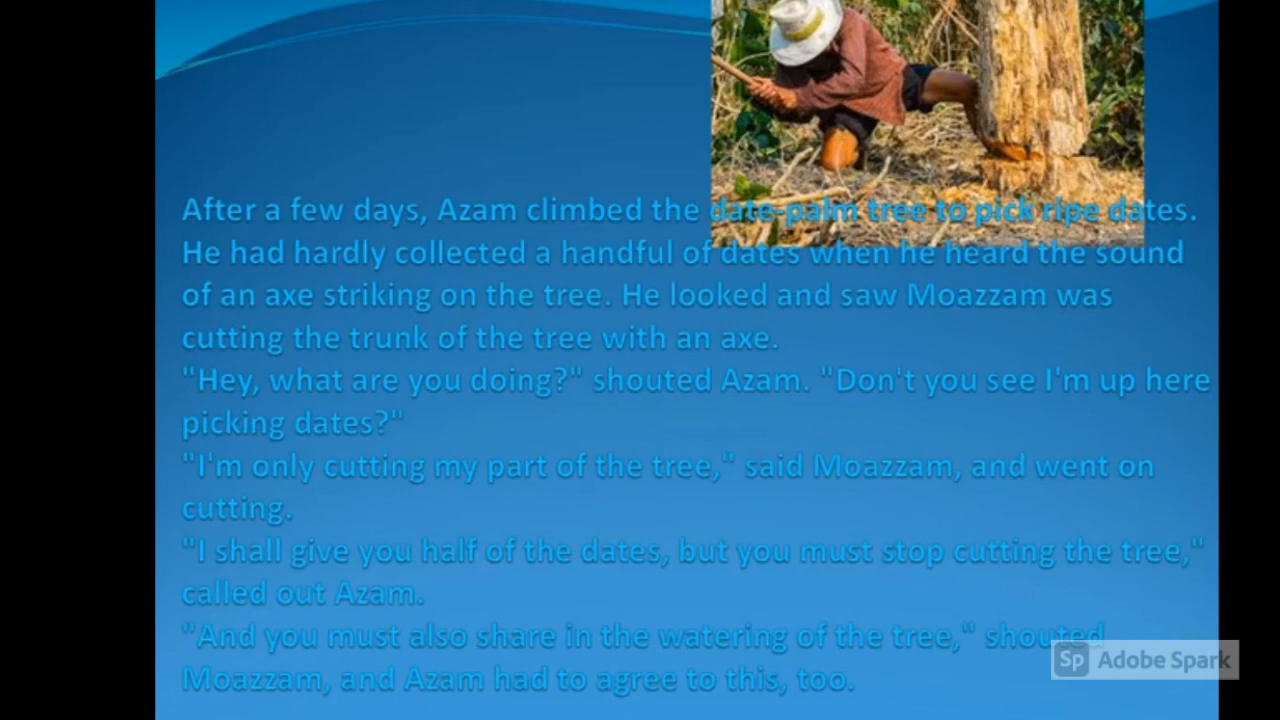 After a few days, Azam climbed the date-palm tree to pick ripe dates.
He had hardly collected a handful of dates when he heard the sound
of an axe striking on the tree. He looked and saw Moazzam was
cutting the trunk of the tree with an axe.
"Hey, what are you doing?" shouted Azam. "Don't you see I'm up here
picking dates?"
"I'm only cutting my part of the tree," said Moazzam, and went on
cutting.
"I shall give you half of the dates, but you must stop cutting the tree,"
called out Azam.
"And you must also share in the watering of the tree," shouted
Moazzam, and Azam had to agree to this, too.
Sp Adobe Spark